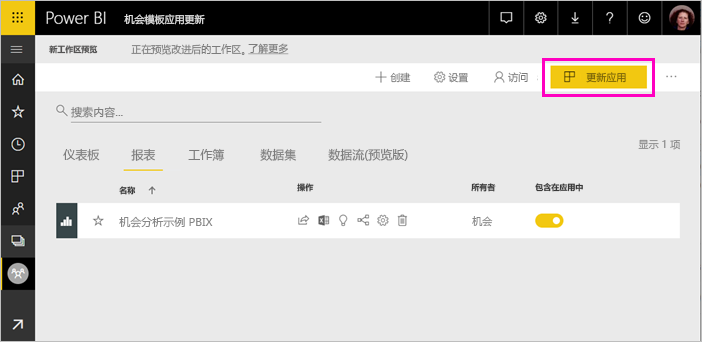 Power BI 机会模板应用更新
新工作区预览 正在预览改进后的工作区, 了解更多
创建 设置 访问 更新应用
搜索内容...
显示 1 项
仪表板 报表 工作簿 数据集 数据流(预览版)
名称 操作 所有者 包含在应用中
机会分析示例 PBIX 机会